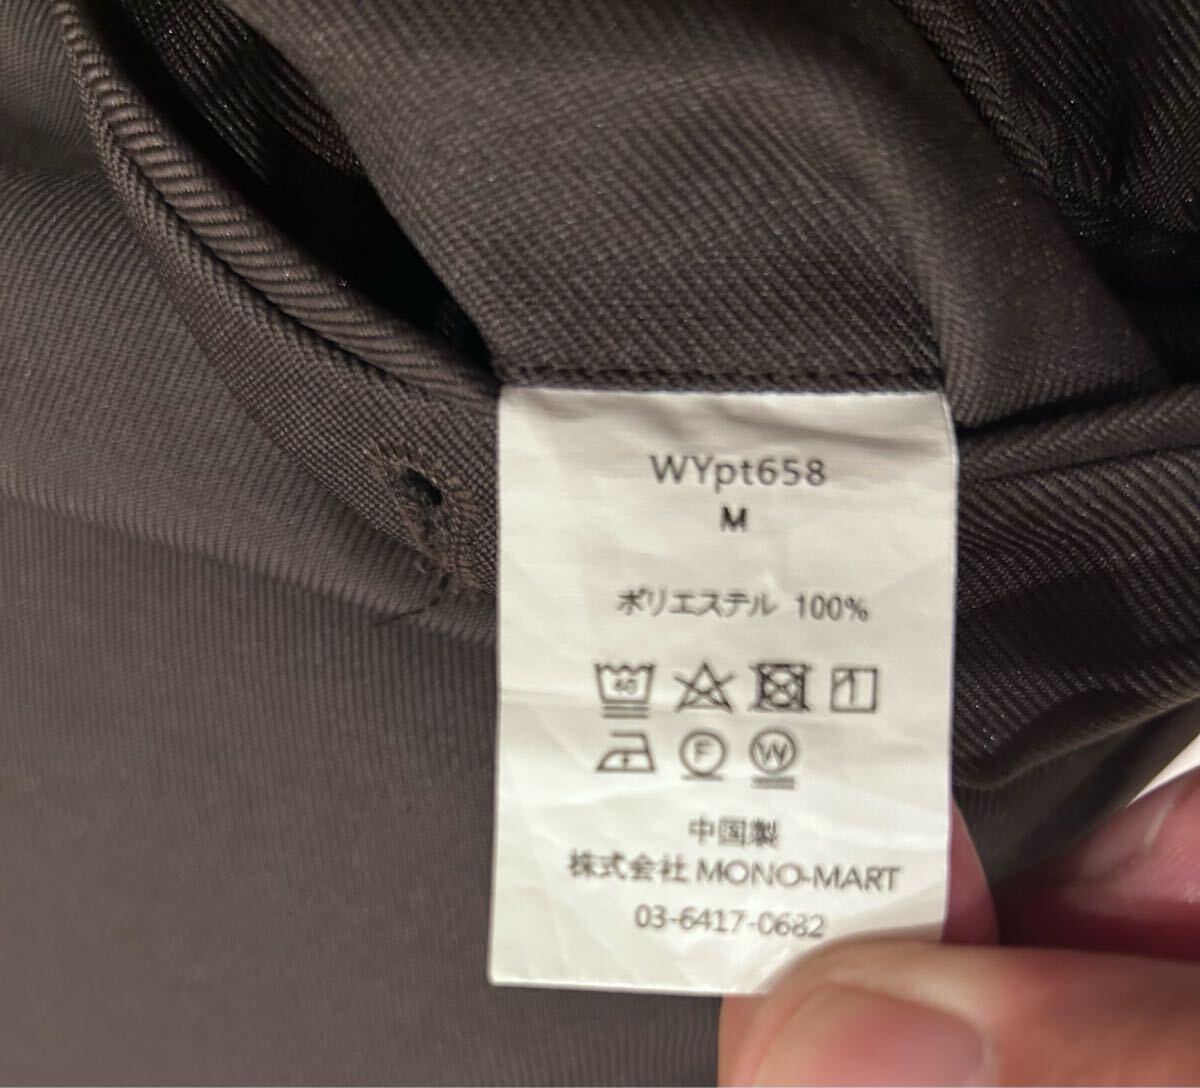 WYpt658
M
ポリエステル 100%
40
F W
中国製
株式会社 MONO-MART
03-6417-0682